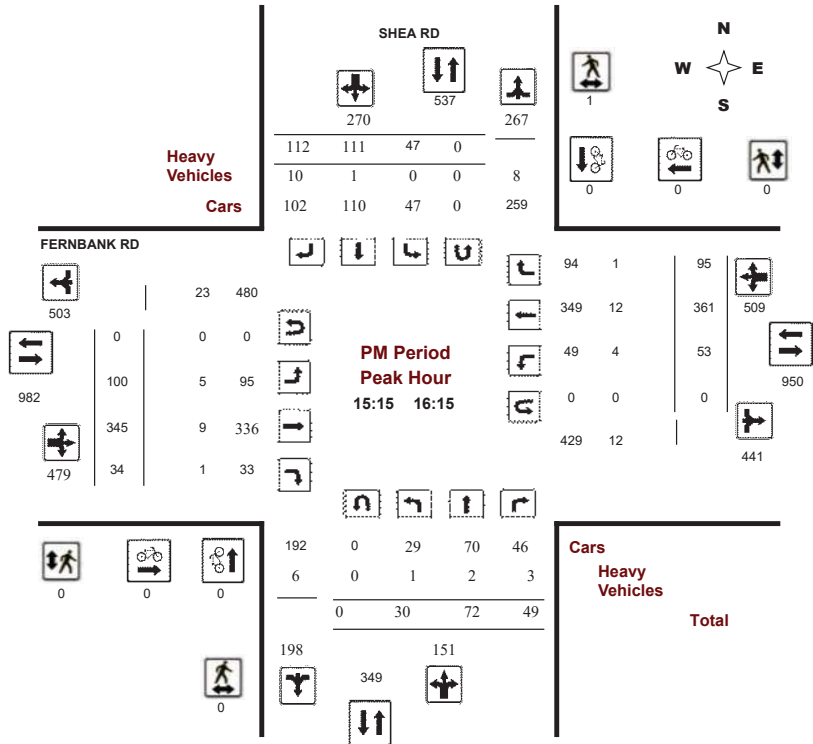 SHEA RD
N
W E
S
537
1
270 267
112 111 47 0
Heavy
Vehicles
10 1 0 0 8
0 0 0
Cars
102 110 47 0 259
FERNBANK RD
94 1 95
503
23 480
349 12 361 509
0 0 0
PM Period
Peak Hour
15:15 16:15
49 4 53
982
100 5 95
950
0 0 0
345 9 336
429 12 441
479
34 1 33
192 0 29 70 46
Cars
6 0 1 2 3
Heavy
Vehicles
0 0 0
0 30 72 49
Total
198 151
349
0